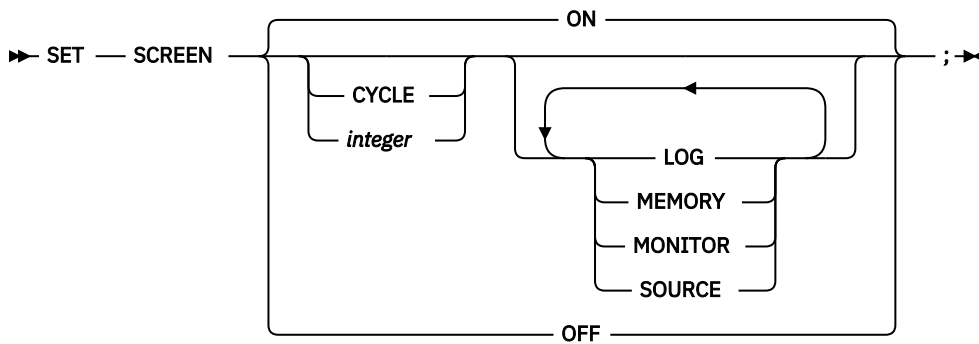 ON
SET SCREEN ;
CYCLE
integer
LOG
MEMORY
MONITOR
SOURCE
OFF